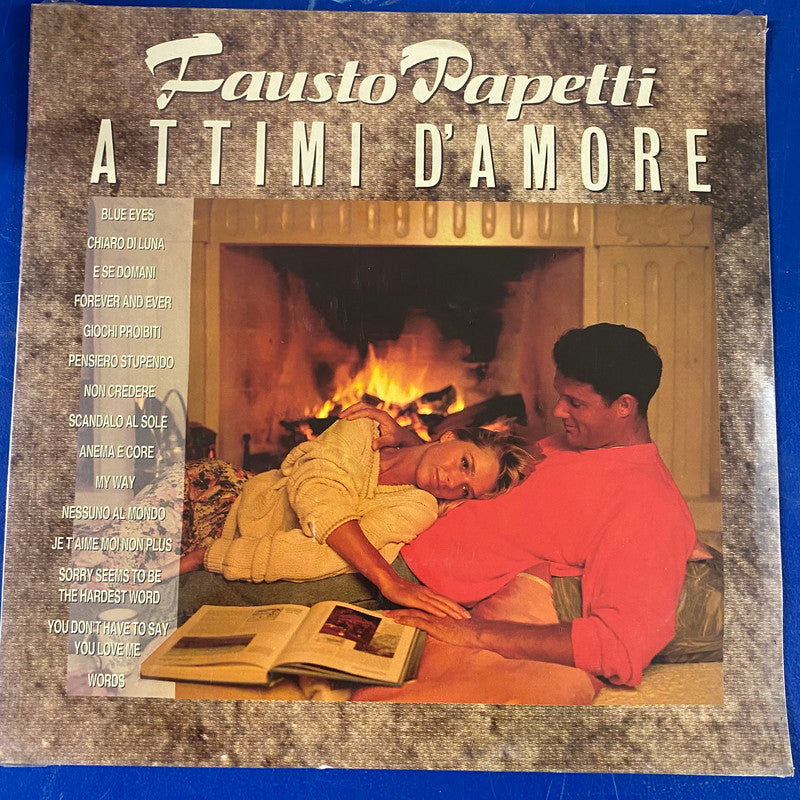 Fausto Papetti
ATTIMI D'AMORE
BLUE EYES
CHIARO DI LUNA
E SE DOMANI
FOREVER AND EVER
GIOCHI PROIBITI
PENSIERO STUPENDO
NON CREDERE
SCANDALO AL SOLE
ANEMA E CORE
MY WAY
NESSUNO AL MONDO
JE T'AIME MOI NON PLUS
SORRY SEEMS TO BE
THE HARDEST WORD
YOU DON'T HAVE TO SAY
YOU LOVE ME
WORDS